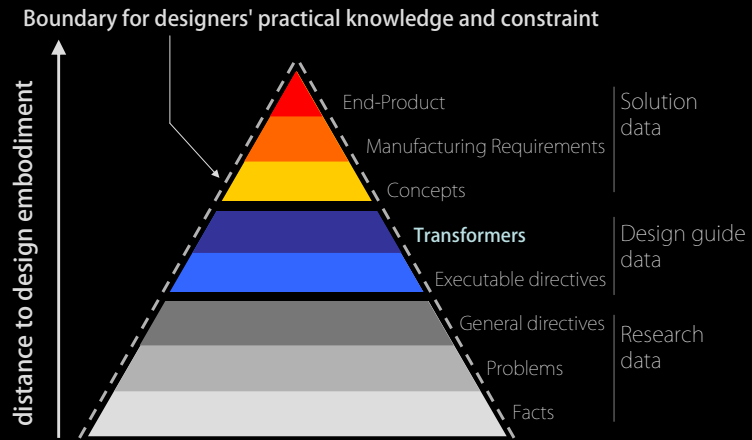 Boundary for designers' practical knowledge and constraint
distance to design embodiment
End-Product
Manufacturing Requirements
Concepts
Solution
data
Transformers
Executable directives
Design guide
data
General directives
Problems
Facts
Research
data